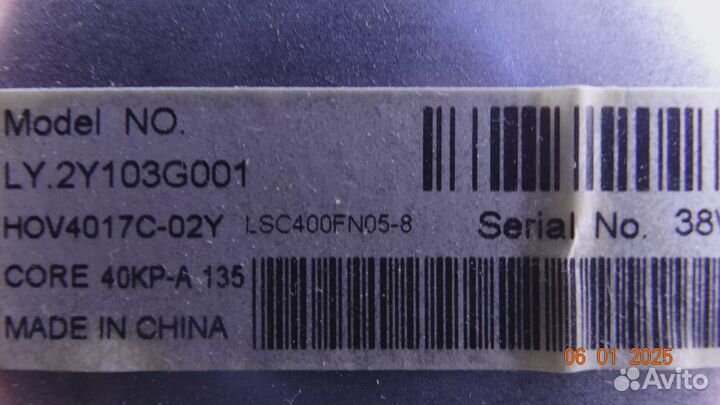 Model NO.
LY.2Y103G001
HOV4017C-02Y LSC400FN05-8 Serial No. 38
CORE 40KP-A 135
MADE IN CHINA
06 01 2025
Avito